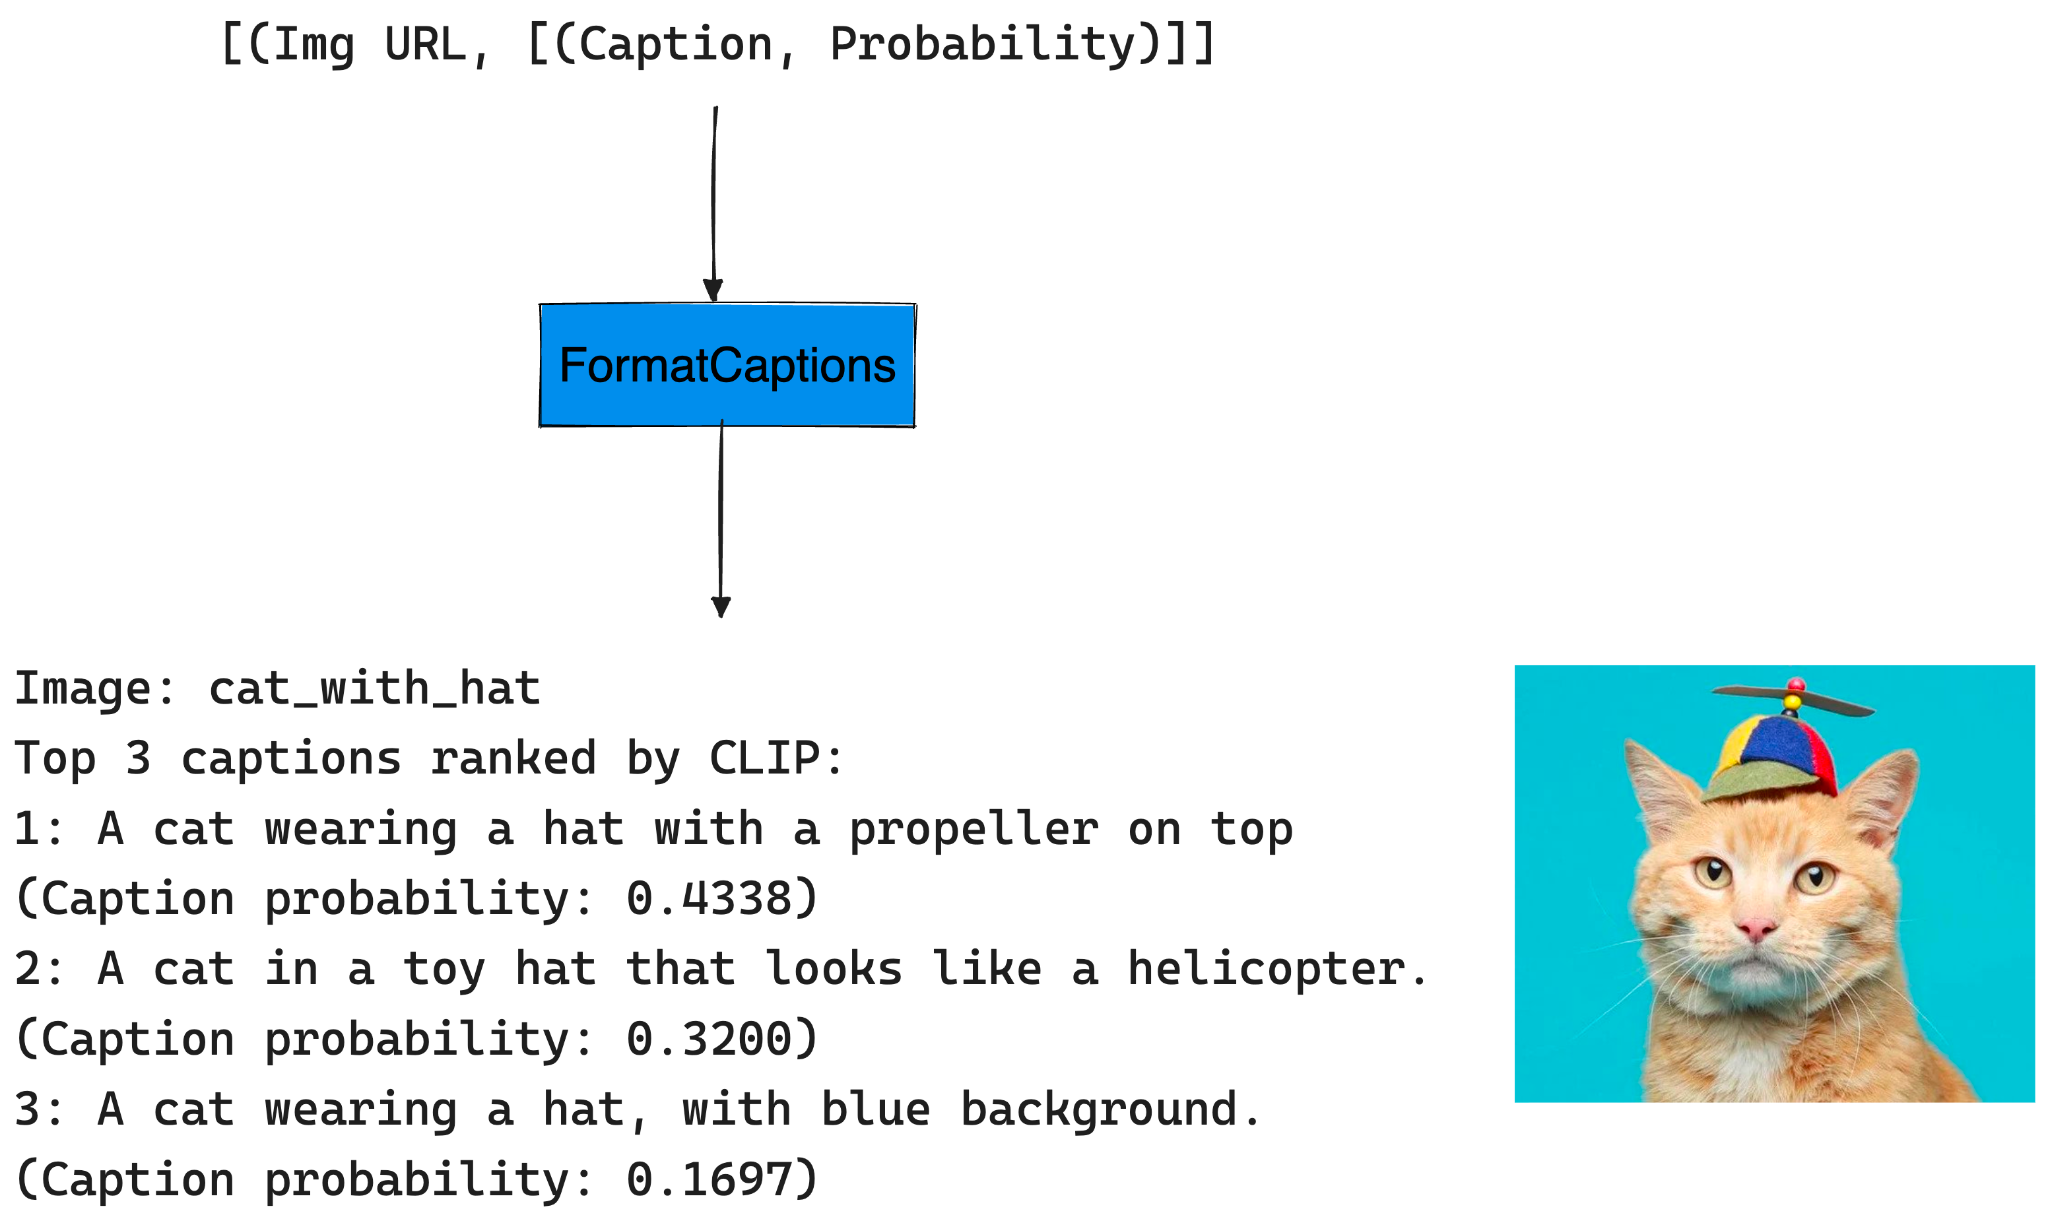 [(Img URL, [(Caption, Probability)]]
FormatCaptions
Image: cat_with_hat
Top 3 captions ranked by CLIP:
1: A cat wearing a hat with a propeller on top
(Caption probability: 0.4338)
2: A cat in a toy hat that looks like a helicopter.
(Caption probability: 0.3200)
3: A cat wearing a hat, with blue background.
(Caption probability: 0.1697)